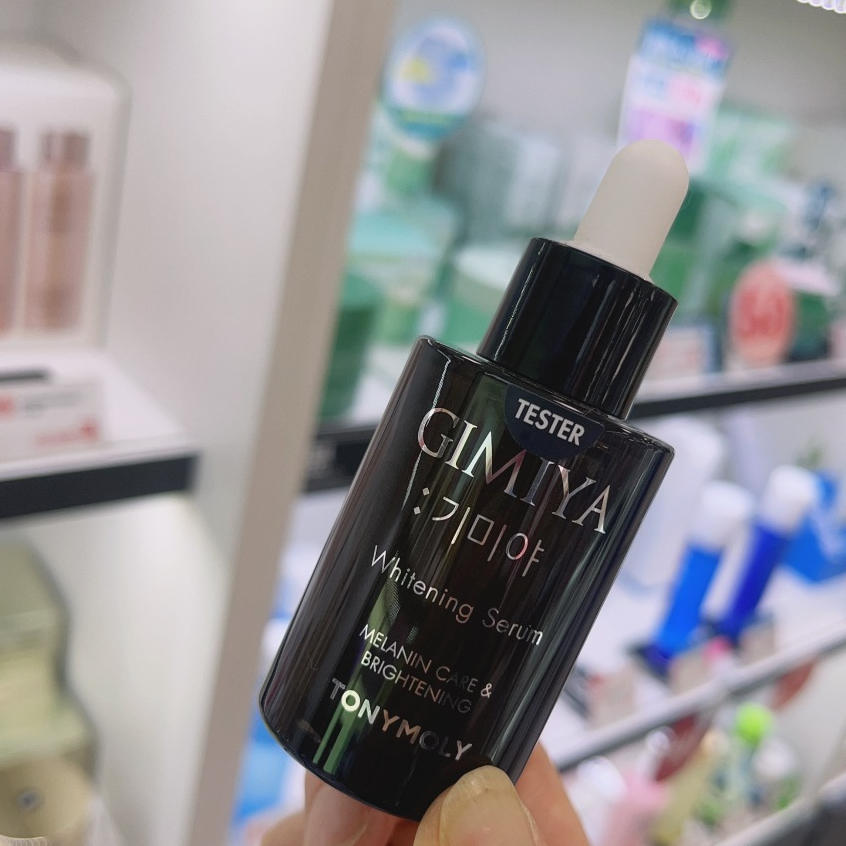 TESTER
GIMIYA
:기미야
Whitening Serum
MELANIN CARE &
BRIGHTENING
TONYMOLY